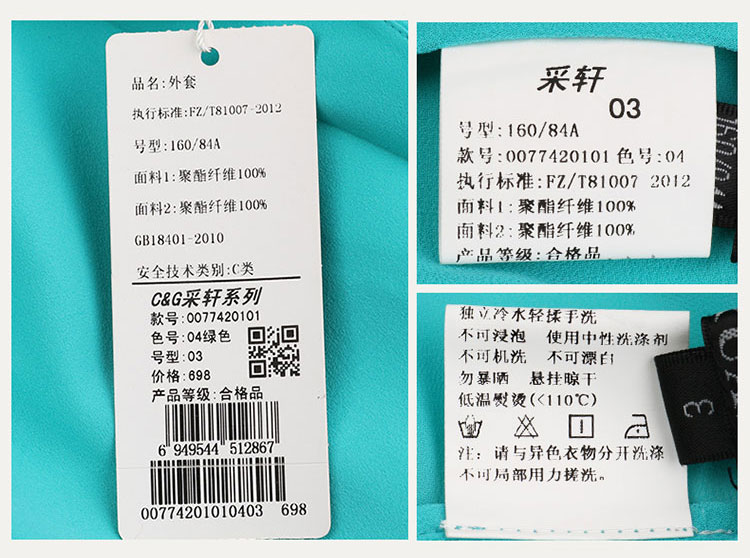 品名:外套
执行标准:FZ/T81007-2012
号型:160/84A
面料1:聚酯纤维100%
面料2:聚酯纤维100%
GB18401-2010
安全技术类别:C类
C&G采轩系列
款号:0077420101
色号:04绿色
号型:03
价格:698
产品等级:合格品
6 949544 512867
00774201010403 698
采轩
03
号型:160/84A
款号:0077420101 色号:04
执行标准:FZ/T81007 2012
面料1:聚酯纤维100%
面料2:聚酯纤维100%
产品等级:合格品
独立冷水轻揉手洗
不可浸泡 使用中性洗涤剂
不可机洗 不可漂白
勿暴晒 悬挂晾干
低温熨烫(<110℃)
注: 请与异色衣物分开洗涤
不可局部用力搓洗。
3